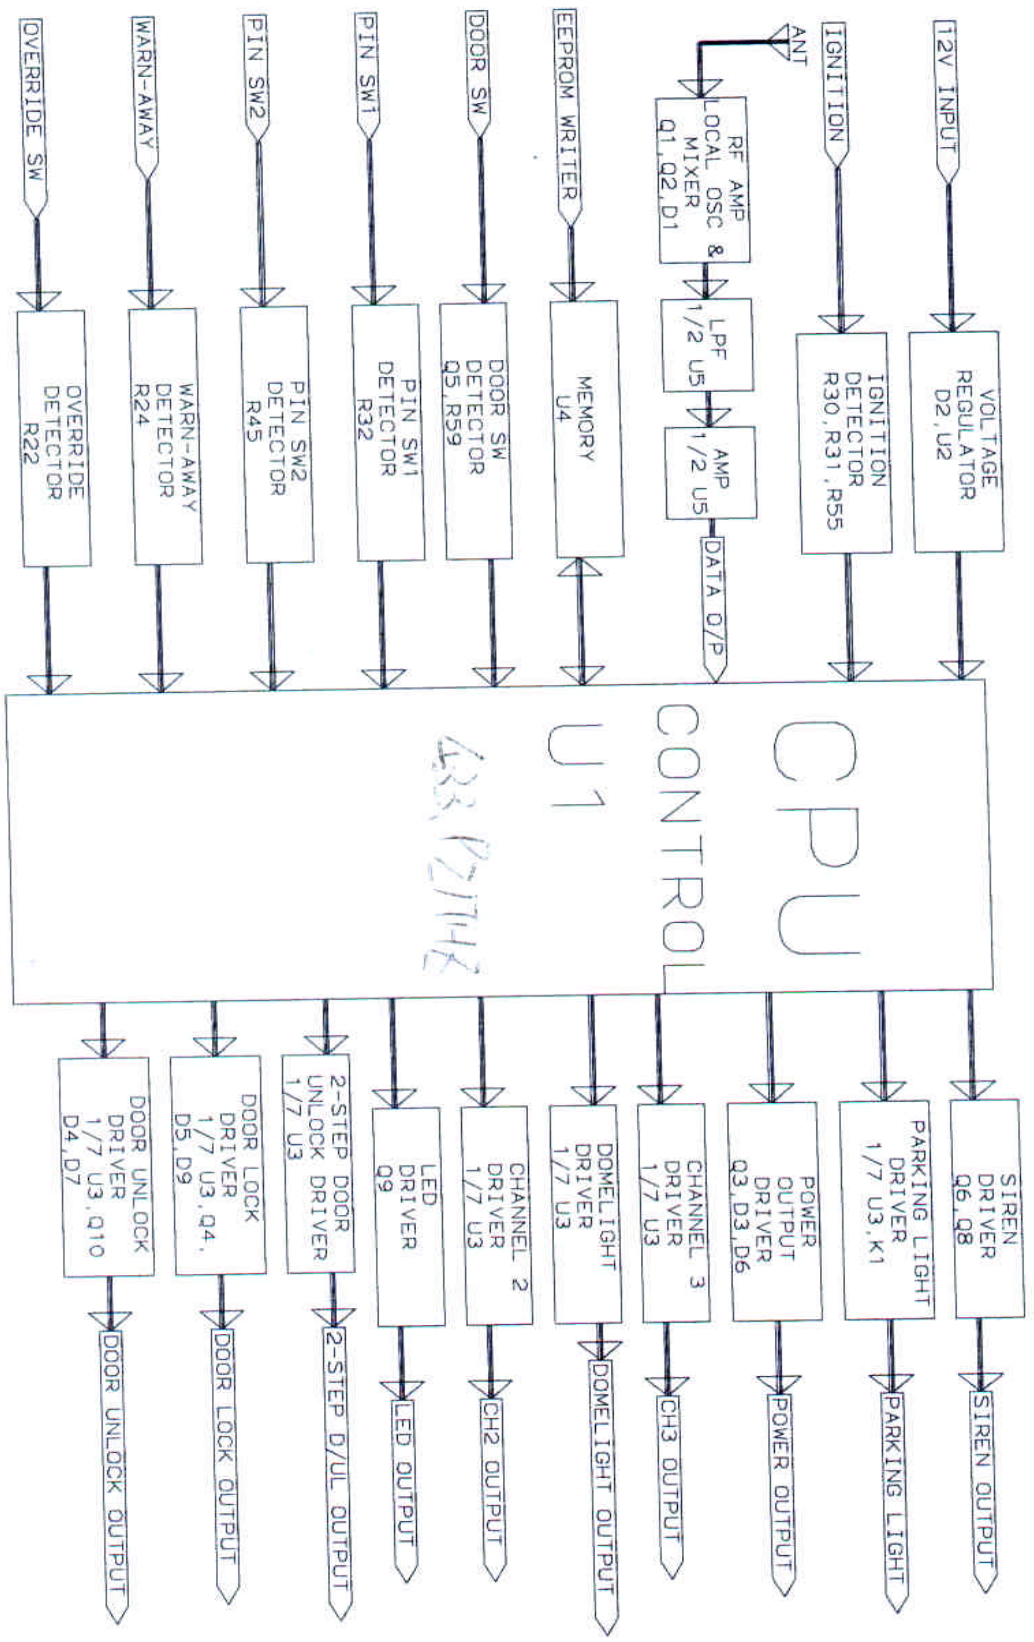 12V INPUT
VOLTAGE
REGULATOR
D2,U2
IGNITION
IGNITION
DETECTOR
R30,R31,R55
ANT
RF AMP
LOCAL OSC &
MIXER
Q1,Q2,D1
LPF
1/2 U5
AMP
1/2 U5
DATA O/P
EEPROM WRITER
MEMORY
U4
DOOR SW
DOOR SW
DETECTOR
Q5,R59
PIN SW1
PIN SW1
DETECTOR
R32
PIN SW2
PIN SW2
DETECTOR
R45
WARN-AWAY
WARN-AWAY
DETECTOR
R24
OVERRIDE SW
OVERRIDE
DETECTOR
R22
CPU
CONTROL
U1
SIREN
DRIVER
Q6,Q8
SIREN OUTPUT
PARKING LIGHT
DRIVER
1/7 U3,K1
PARKING LIGHT
POWER
OUTPUT
DRIVER
Q3,D3,D6
POWER OUTPUT
CHANNEL 3
DRIVER
1/7 U3
CH3 OUTPUT
DOMELIGHT
DRIVER
1/7 U3
DOMELIGHT OUTPUT
CHANNEL 2
DRIVER
1/7 U3
CH2 OUTPUT
LED
DRIVER
Q9
LED OUTPUT
2-STEP DOOR
UNLOCK DRIVER
1/7 U3
2-STEP D/UL OUTPUT
DOOR LOCK
DRIVER
1/7 U3,Q4,
D5,D9
DOOR LOCK OUTPUT
DOOR UNLOCK
DRIVER
1/7 U3,Q10
D4,D7
DOOR UNLOCK OUTPUT